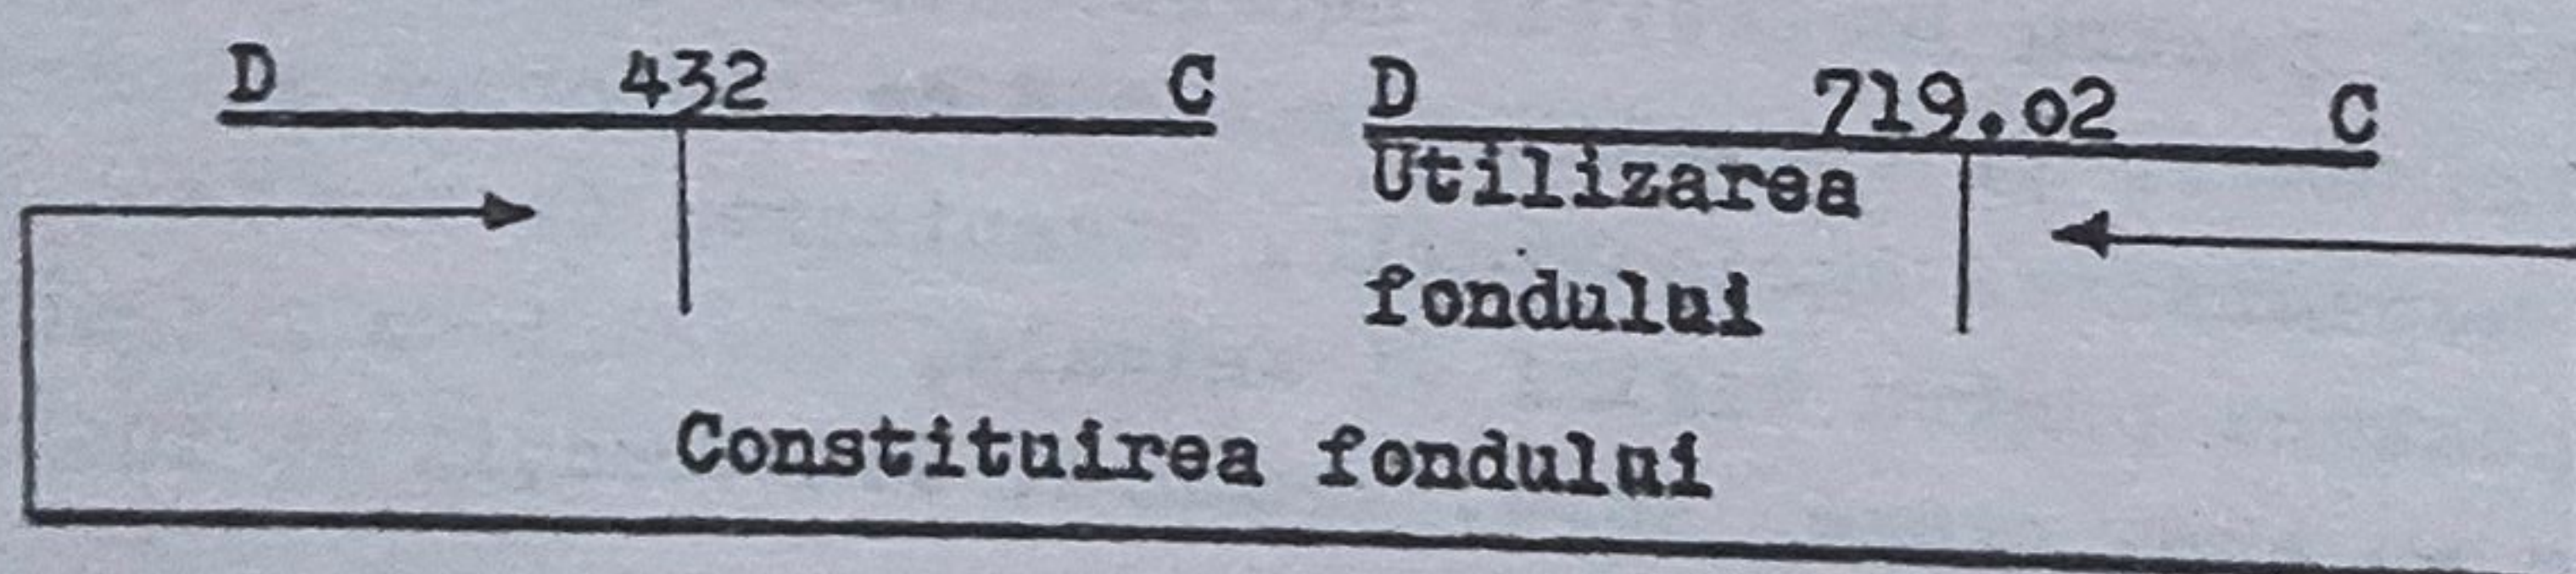 D 432 C D 719.02 C
Utilizarea
fondului
Constituirea fondului